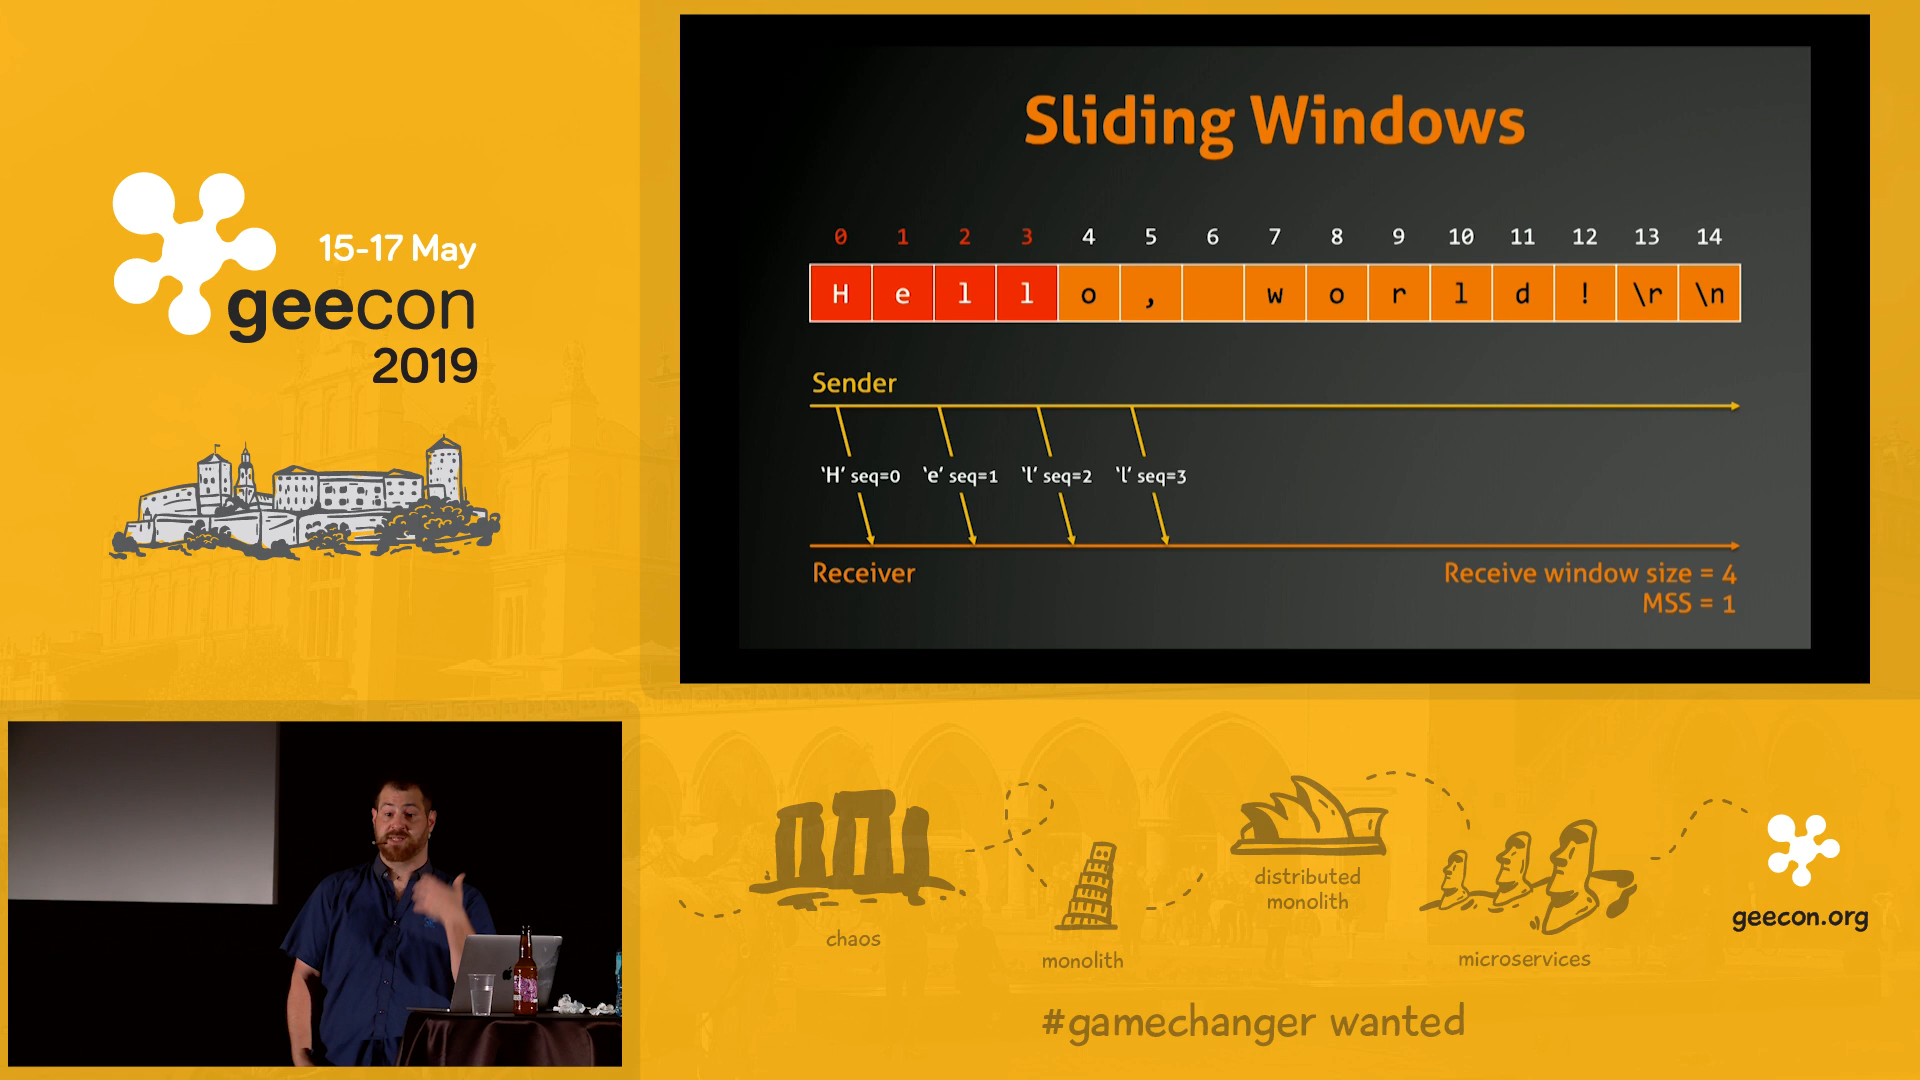 15-17 May
geecon
2019
Sliding Windows
0 1 2 3 4 5 6 7 8 9 10 11 12 13 14
H e l l o , w o r l d ! \r \n
Sender
'H' seq=0 'e' seq=1 'l' seq=2 'l' seq=3
Receiver
Receive window size = 4
MSS = 1
chaos
monolith
distributed
monolith
microservices
geecon.org
#gamechanger wanted